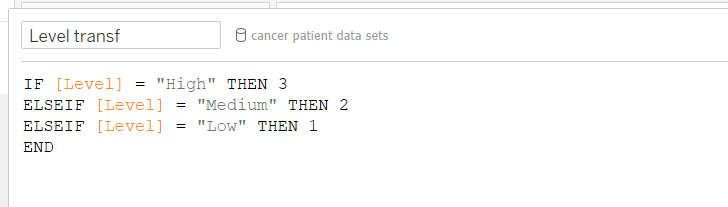 Level transf
cancer patient data sets
IF [Level] = "High" THEN 3
ELSEIF [Level] = "Medium" THEN 2
ELSEIF [Level] = "Low" THEN 1
END